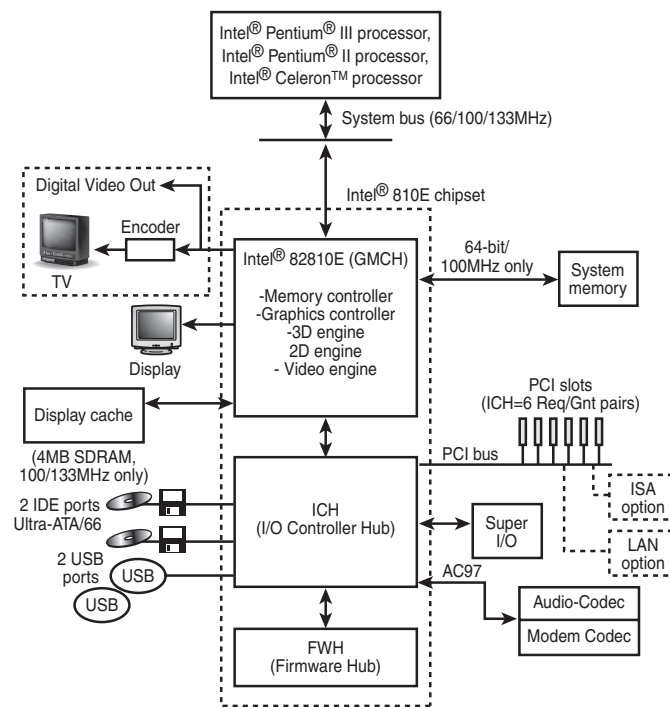 Intel® Pentium® III processor,
Intel® Pentium® II processor,
Intel® Celeron™ processor
System bus (66/100/133MHz)
Digital Video Out
Intel® 810E chipset
Encoder
TV
Intel® 82810E (GMCH)
-Memory controller
-Graphics controller
-3D engine
2D engine
- Video engine
64-bit/
100MHz only
System
memory
Display
Display cache
(4MB SDRAM,
100/133MHz only)
PCI slots
(ICH=6 Req/Gnt pairs)
PCI bus
2 IDE ports
Ultra-ATA/66
ICH
(I/O Controller Hub)
Super
I/O
ISA
option
LAN
option
2 USB
ports
USB
USB
AC97
Audio-Codec
Modem Codec
FWH
(Firmware Hub)